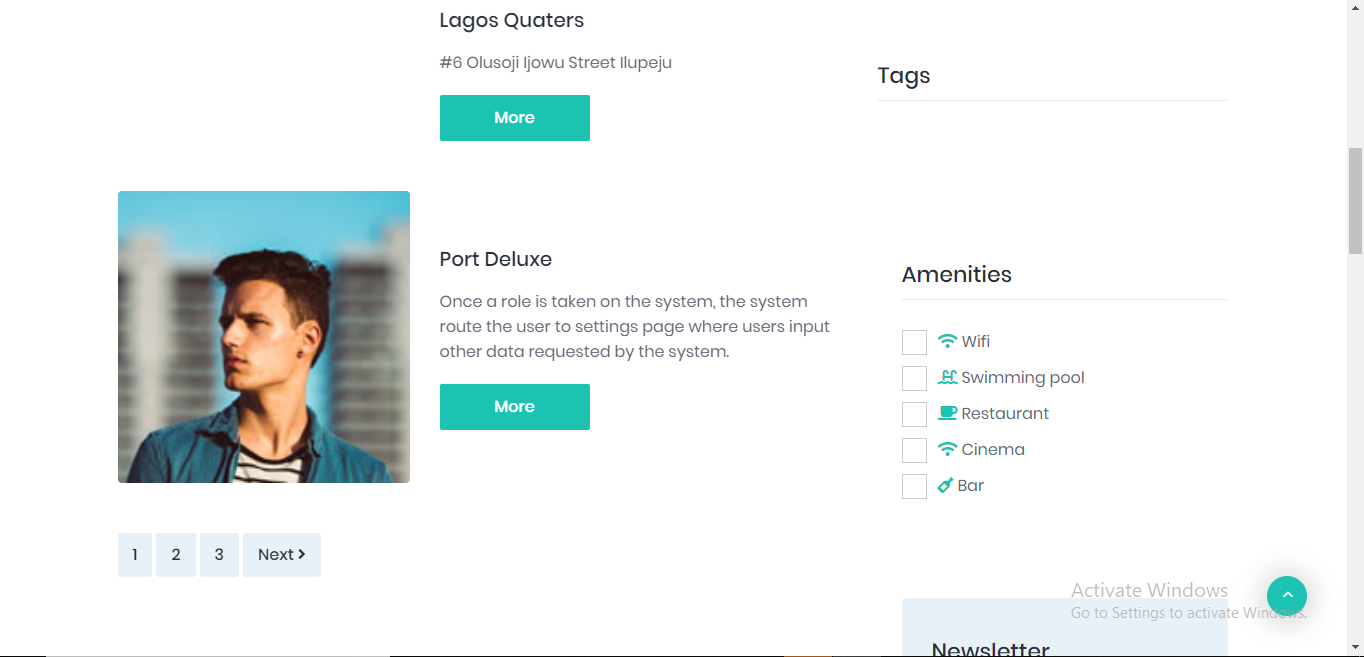 Lagos Quaters
#6 Olusoji Ijowu Street Ilupeju
More
Port Deluxe
Once a role is taken on the system, the system
route the user to settings page where users input
other data requested by the system.
More
1 2 3 Next
Tags
Amenities
Wifi
Swimming pool
Restaurant
Cinema
Bar
Activate Windows
Go to Settings to activate Windows.
Newsletter